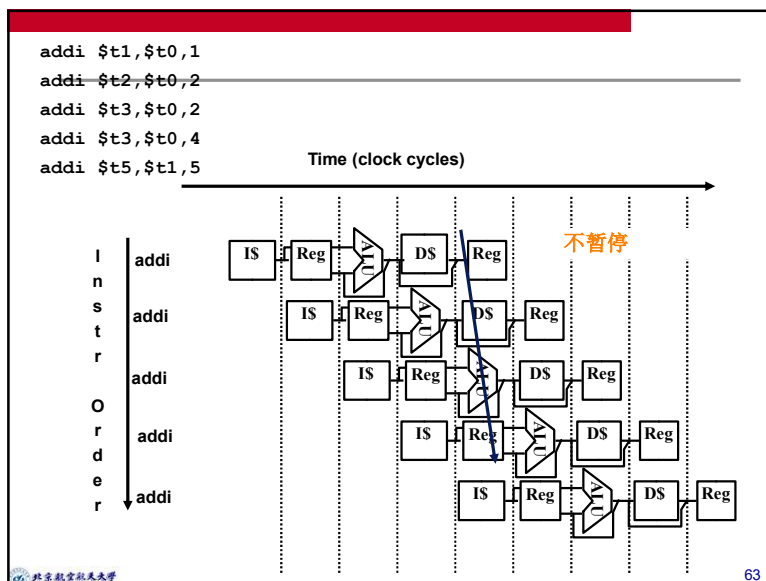 addi $t1,$t0,1
addi $t2,$t0,2
addi $t3,$t0,2
addi $t3,$t0,4
addi $t5,$t1,5
Time (clock cycles)
不暂停
Instr Order
addi I$ Reg ALU D$ Reg
addi I$ Reg ALU D$ Reg
addi I$ Reg ALU D$ Reg
addi I$ Reg ALU D$ Reg
addi I$ Reg ALU D$ Reg
北京航空航天大学
63